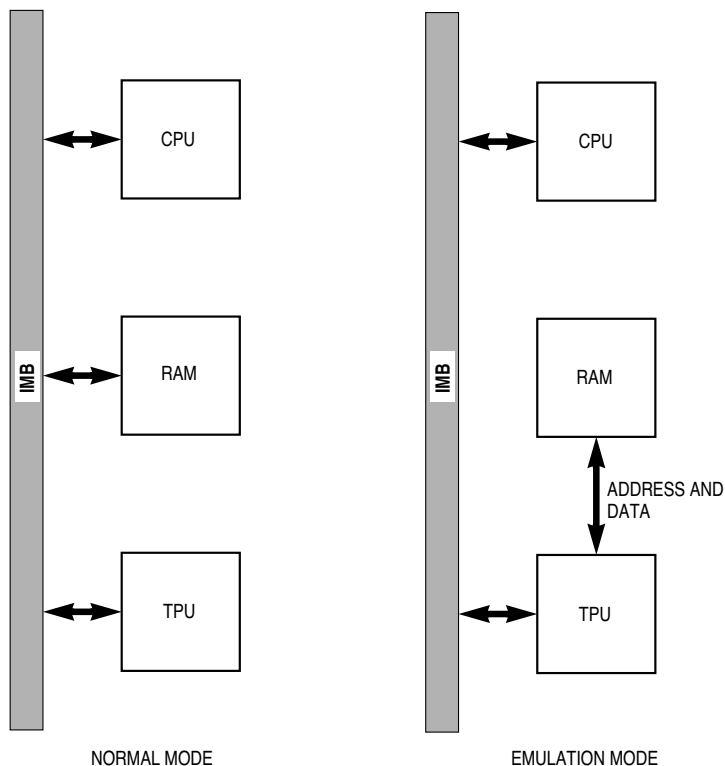 CPU
IMB
RAM
TPU
NORMAL MODE
CPU
IMB
RAM
ADDRESS AND
DATA
TPU
EMULATION MODE